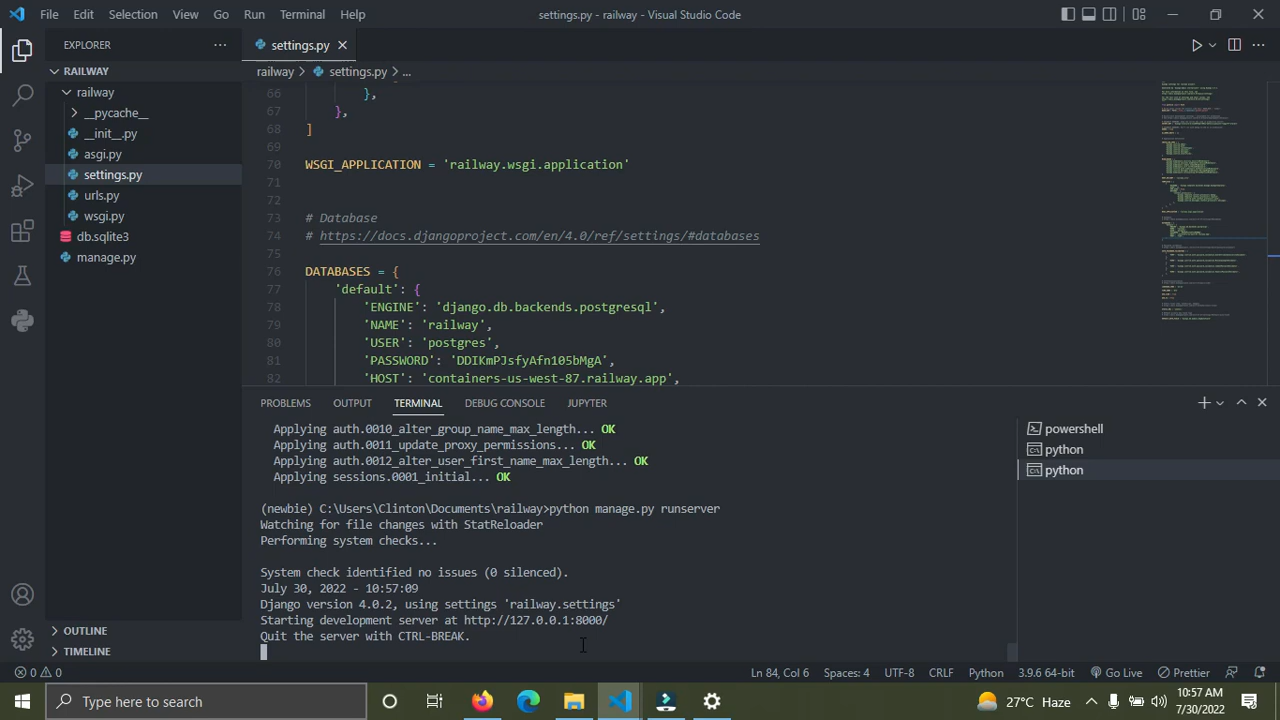 File Edit Selection View Go Run Terminal Help settings.py - railway - Visual Studio Code
EXPLORER
settings.py
RAILWAY
railway
__pycache__
__init__.py
asgi.py
settings.py
urls.py
wsgi.py
db.sqlite3
manage.py
OUTLINE
TIMELINE
railway settings.py ...
66 },
67 },
68 ]
69
70 WSGI_APPLICATION = 'railway.wsgi.application'
71
72
73 # Database
74 # https://docs.djangoproject.com/en/4.0/ref/settings/#databases
75
76 DATABASES = {
77 'default': {
78 'ENGINE': 'django.db.backends.postgresql',
79 'NAME': 'railway',
80 'USER': 'postgres',
81 'PASSWORD': 'DDIKmPJsfyAfn105bMgA',
82 'HOST': 'containers-us-west-87.railway.app',
PROBLEMS OUTPUT TERMINAL DEBUG CONSOLE JUPYTER
Applying auth.0010_alter_group_name_max_length... OK
Applying auth.0011_update_proxy_permissions... OK
Applying auth.0012_alter_user_first_name_max_length... OK
Applying sessions.0001_initial... OK
(newbie) C:\Users\Clinton\Documents\railway>python manage.py runserver
Watching for file changes with StatReloader
Performing system checks...
System check identified no issues (0 silenced).
July 30, 2022 - 10:57:09
Django version 4.0.2, using settings 'railway.settings'
Starting development server at http://127.0.0.1:8000/
Quit the server with CTRL-BREAK.
powershell
python
python
0 0 Ln 84, Col 6 Spaces: 4 UTF-8 CRLF Python 3.9.6 64-bit Go Live Prettier
Type here to search
27°C Haze
10:57 AM
7/30/2022